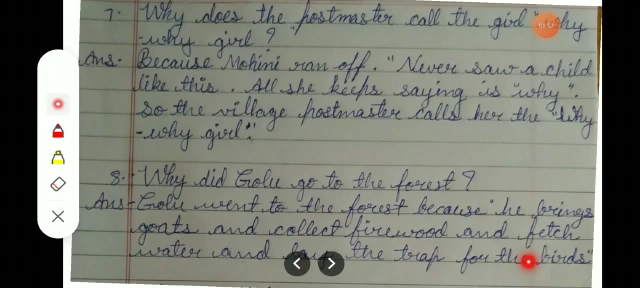 7. Why does the postmaster call the girl "why
-why girl?
Ans. Because Mohini ran off. "Never saw a child
like this. All she keeps saying is "why".
So the village postmaster calls her the "Why
-why girl".
8. Why did Golu go to the forest?
Ans- Golu went to the forest because he brings
goats and collect firewood and fetch
water and lay the trap for the birds"